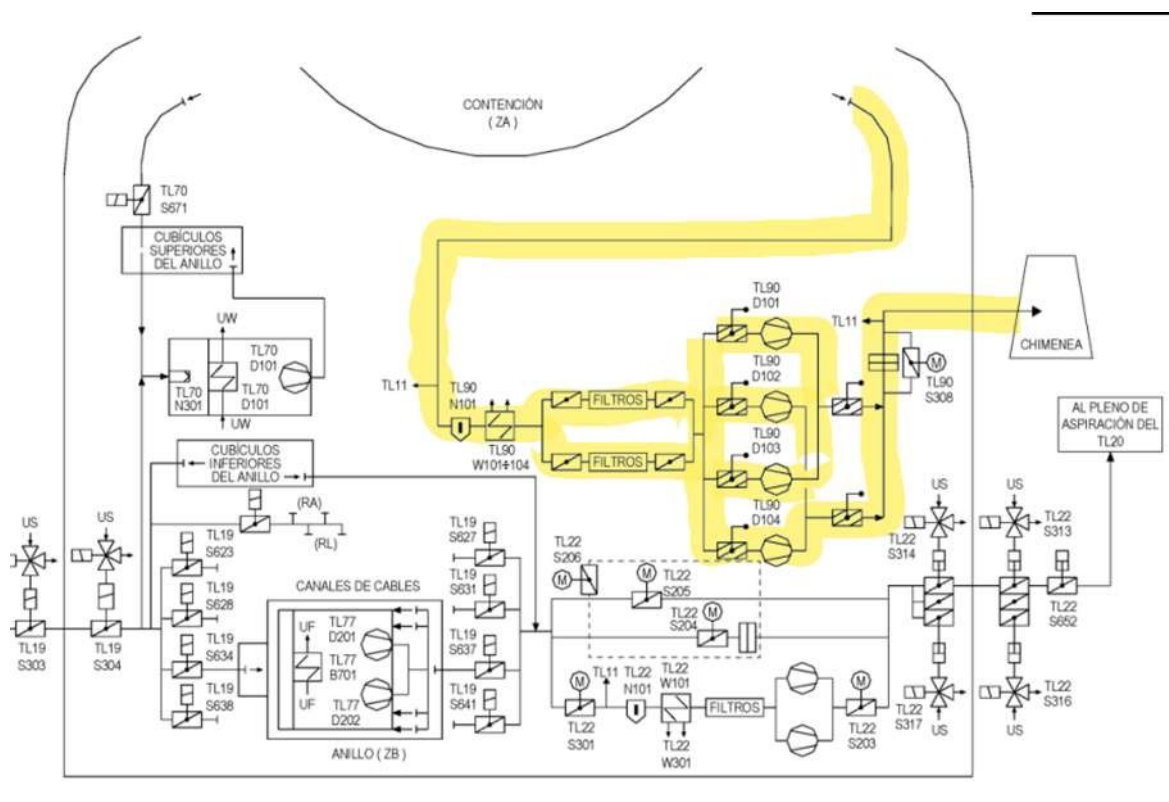 CONTENCIÓN
( ZA )
TL70
S671
CUBÍCULOS
SUPERIORES
DEL ANILLO
UW
TL70
D101
TL70
N301
TL70
D101
UW
TL11
TL90
N101
TL90
W101÷104
FILTROS
FILTROS
TL90
D101
TL90
D102
TL90
D103
TL90
D104
TL11
M
TL90
S308
CHIMENEA
AL PLENO DE
ASPIRACIÓN DEL
TL20
CUBÍCULOS
INFERIORES
DEL ANILLO
(RA)
(RL)
US
US
TL19
S303
TL19
S304
TL19
S623
TL19
S628
TL19
S634
TL19
S638
CANALES DE CABLES
UF
TL77
D201
TL77
B701
UF
TL77
D202
ANILLO ( ZB )
TL19
S627
TL19
S631
TL19
S637
TL19
S641
TL22
S206
M
M
TL22
S205
M
TL22
S204
M
TL22
S301
TL11
TL22
N101
TL22
W101
TL22
W301
FILTROS
M
TL22
S203
US
TL22
S314
US
TL22
S313
TL22
S652
TL22
S317
US
TL22
S316
US